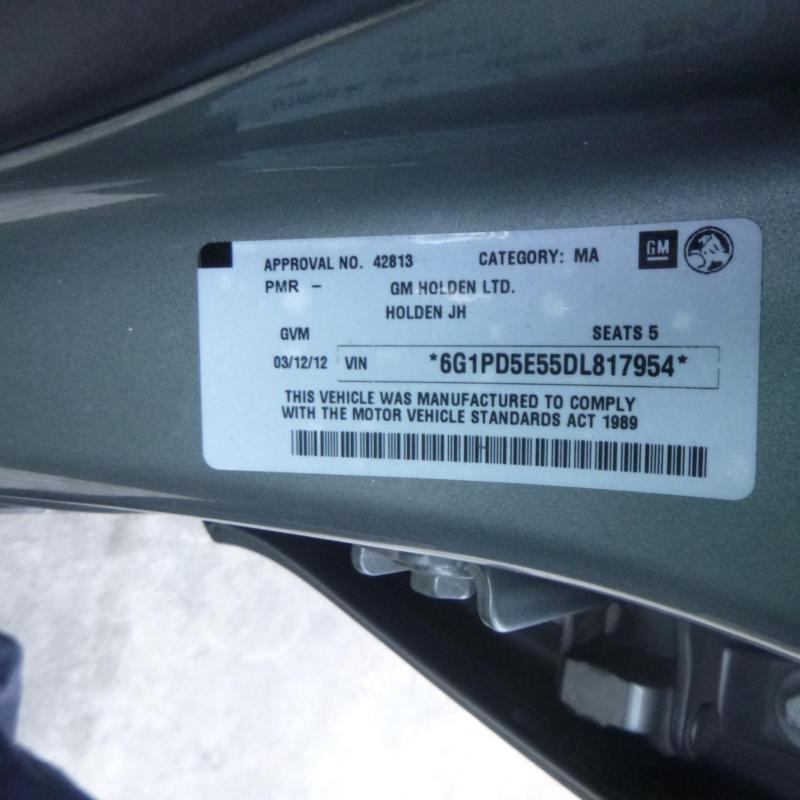 APPROVAL NO. 42813 CATEGORY: MA GM
PMR - GM HOLDEN LTD.
HOLDEN JH
GVM SEATS 5
03/12/12 VIN *6G1PD5E55DL817954*
THIS VEHICLE WAS MANUFACTURED TO COMPLY
WITH THE MOTOR VEHICLE STANDARDS ACT 1989